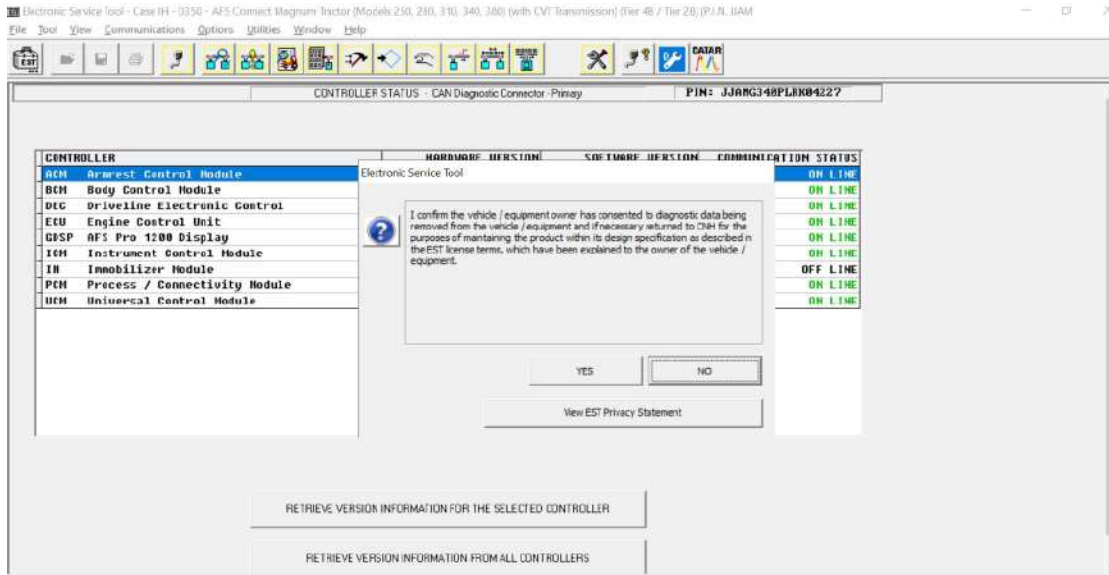 Electronic Service Tool - Case IH - 0350 - AFS Connect Magnum Tractor (Models 250, 280, 310, 340, 380) (with CVT Transmission) (Tier 4B / Tier 2B) (P.I.N. JJAM
File Tool View Communications Options Utilities Window Help
EST
DATAR
CONTROLLER STATUS - CAN Diagnostic Connector - Primay
PIN: JJAMG340PLRK04227
CONTROLLER HARDWARE VERSION SOFTWARE VERSION COMMUNICATION STATUS
ACM Armrest Control Module ON LINE
BCM Body Control Module ON LINE
DEC Driveline Electronic Control ON LINE
ECU Engine Control Unit ON LINE
GDSP AFS Pro 1200 Display ON LINE
ICM Instrument Control Module ON LINE
IM Immobilizer Module OFF LINE
PCM Process / Connectivity Module ON LINE
UCM Universal Control Module ON LINE
Electronic Service Tool
I confirm the vehicle / equipment owner has consented to diagnostic data being
removed from the vehicle / equipment and if necessary returned to CNH for the
purposes of mantaining the product within its design specification as described n
the EST license terms, which have been explained to the owner of the vehicle /
equipment.
YES
NO
View EST Privacy Statement
RETRIEVE VERSION INFORMATION FOR THE SELECTED CONTROLLER
RETRIEVE VERSION INFORMATION FROM ALL CONTROLLERS